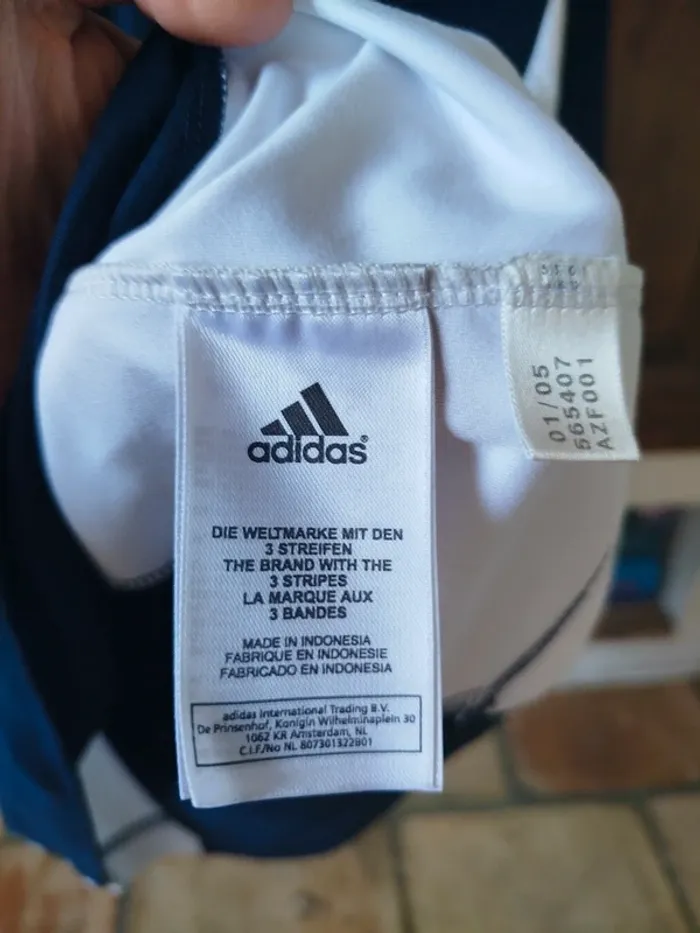 adidas®
DIE WELTMARKE MIT DEN
3 STREIFEN
THE BRAND WITH THE
3 STRIPES
LA MARQUE AUX
3 BANDES
MADE IN INDONESIA
FABRIQUE EN INDONESIE
FABRICADO EN INDONESIA
adidas International Trading B.V.
De Prinsenhof, Konigin Wilhelminaplein 30
1062 KR Amsterdam, NL
C.I.F./No NL 807301322B01
01/05
565407
AZF001